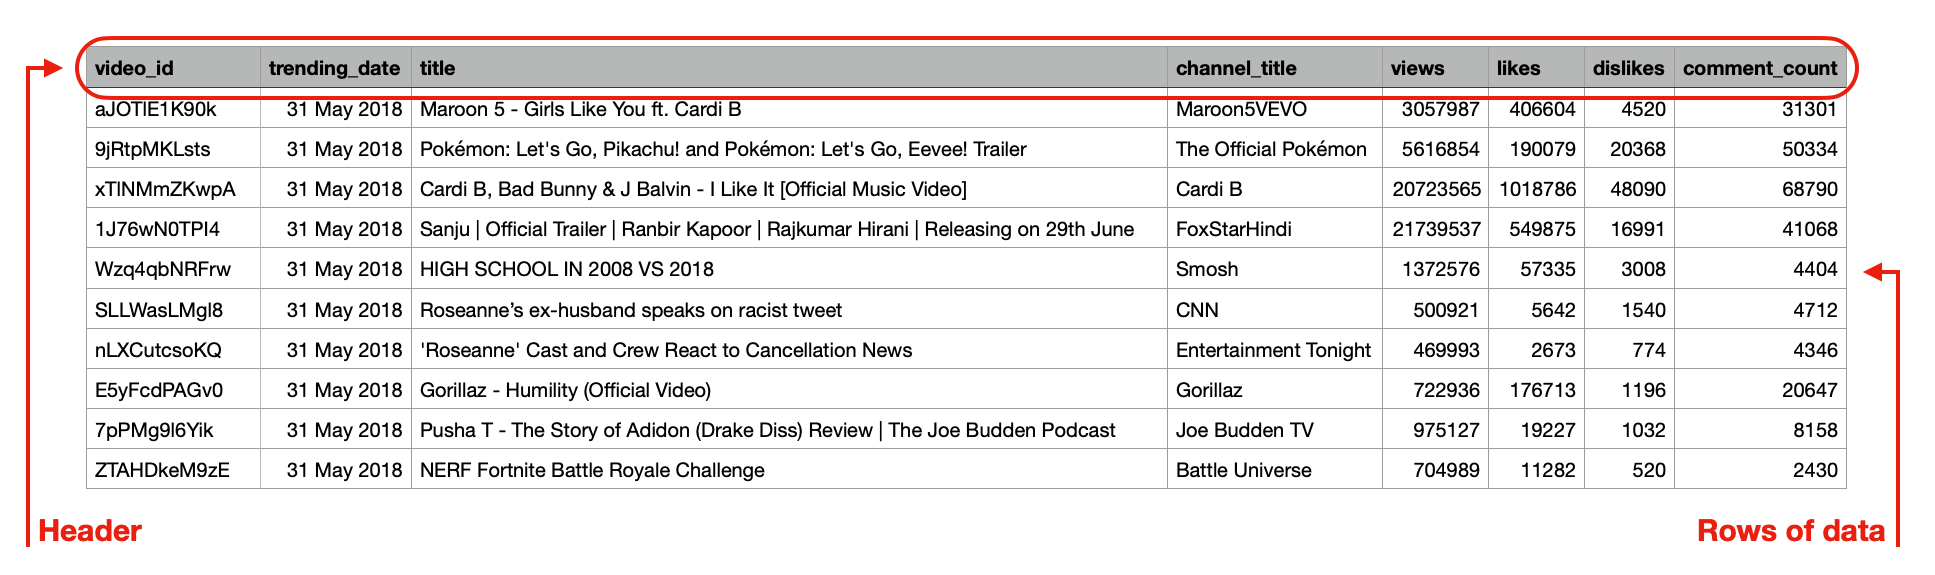 video_id trending_date title channel_title views likes dislikes comment_count
aJOTlE1K90k 31 May 2018 Maroon 5 - Girls Like You ft. Cardi B Maroon5VEVO 3057987 406604 4520 31301
9jRtpMKLsts 31 May 2018 Pokémon: Let's Go, Pikachu! and Pokémon: Let's Go, Eevee! Trailer The Official Pokémon 5616854 190079 20368 50334
xTlNMmZKwpA 31 May 2018 Cardi B, Bad Bunny & J Balvin - I Like It [Official Music Video] Cardi B 20723565 1018786 48090 68790
1J76wN0TPI4 31 May 2018 Sanju | Official Trailer | Ranbir Kapoor | Rajkumar Hirani | Releasing on 29th June FoxStarHindi 21739537 549875 16991 41068
Wzq4qbNRFrw 31 May 2018 HIGH SCHOOL IN 2008 VS 2018 Smosh 1372576 57335 3008 4404
SLLWasLMgl8 31 May 2018 Roseanne’s ex-husband speaks on racist tweet CNN 500921 5642 1540 4712
nLXCutcsoKQ 31 May 2018 'Roseanne' Cast and Crew React to Cancellation News Entertainment Tonight 469993 2673 774 4346
E5yFcdPAGv0 31 May 2018 Gorillaz - Humility (Official Video) Gorillaz 722936 176713 1196 20647
7pPMg9l6Yik 31 May 2018 Pusha T - The Story of Adidon (Drake Diss) Review | The Joe Budden Podcast Joe Budden TV 975127 19227 1032 8158
ZTAHDkeM9zE 31 May 2018 NERF Fortnite Battle Royale Challenge Battle Universe 704989 11282 520 2430
Header
Rows of data